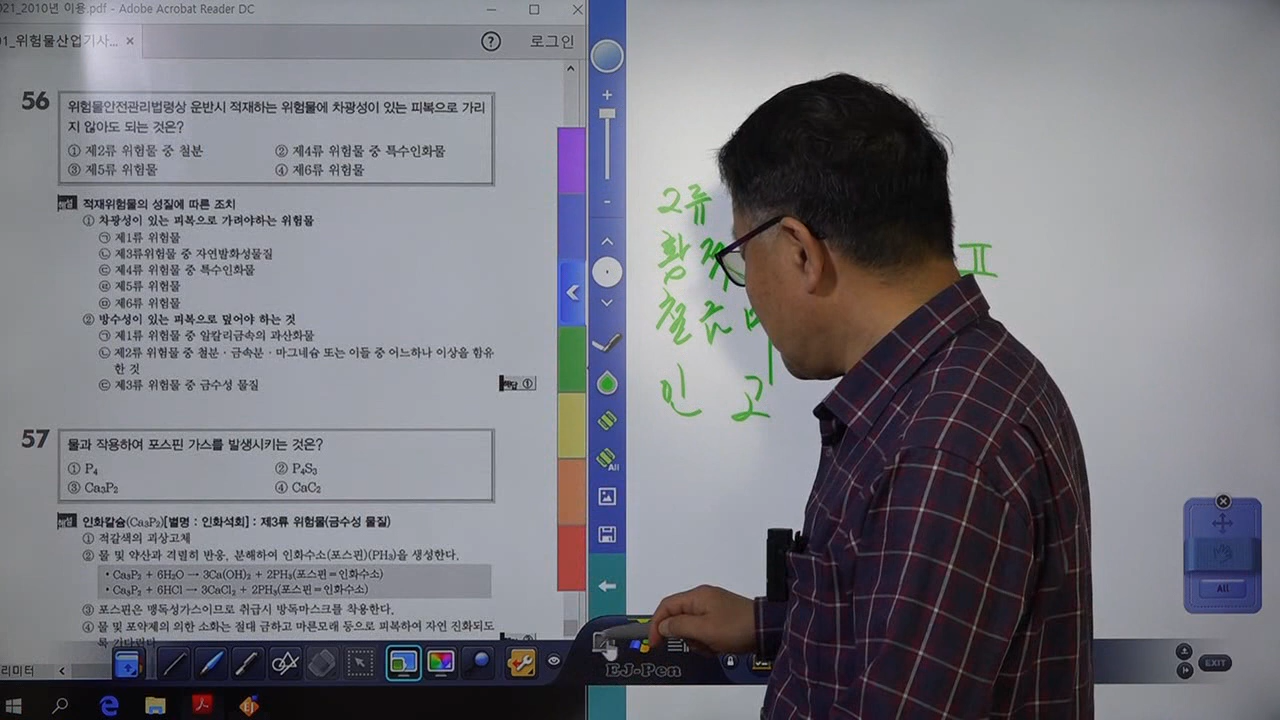 021_2010년 이용.pdf - Adobe Acrobat Reader DC
01_위험물산업기사... ×
로그인
56 위험물안전관리법령상 운반시 적재하는 위험물에 차광성이 있는 피복으로 가리
지 않아도 되는 것은?
① 제2류 위험물 중 철분 ② 제4류 위험물 중 특수인화물
③ 제5류 위험물 ④ 제6류 위험물
해설 적재위험물의 성질에 따른 조치
① 차광성이 있는 피복으로 가려야하는 위험물
㉠ 제1류 위험물
㉡ 제3류위험물 중 자연발화성물질
㉢ 제4류 위험물 중 특수인화물
㉣ 제5류 위험물
㉤ 제6류 위험물
② 방수성이 있는 피복으로 덮어야 하는 것
㉠ 제1류 위험물 중 알칼리금속의 과산화물
㉡ 제2류 위험물 중 철분·금속분·마그네슘 또는 이들 중 어느하나 이상을 함유
한 것
㉢ 제3류 위험물 중 금수성 물질
해답 ①
57 물과 작용하여 포스핀 가스를 발생시키는 것은?
① P₄ ② P₄S₃
③ Ca₃P₂ ④ CaC₂
해설 인화칼슘(Ca₃P₂)[별명 : 인화석회] : 제3류 위험물(금수성 물질)
① 적갈색의 괴상고체
② 물 및 약산과 격렬히 반응, 분해하여 인화수소(포스핀)(PH₃)을 생성한다.
• Ca₃P₂ + 6H₂O → 3Ca(OH)₂ + 2PH₃(포스핀=인화수소)
• Ca₃P₂ + 6HCl → 3CaCl₂ + 2PH₃(포스핀=인화수소)
③ 포스핀은 맹독성가스이므로 취급시 방독마스크를 착용한다.
④ 물 및 포약제의 의한 소화는 절대 금하고 마른모래 등으로 피복하여 자연 진화되도
록 기다린다
리미터
2류
황 적
Ⅱ
철 금 마
인 고
All
All
EJ-Pen
EXIT